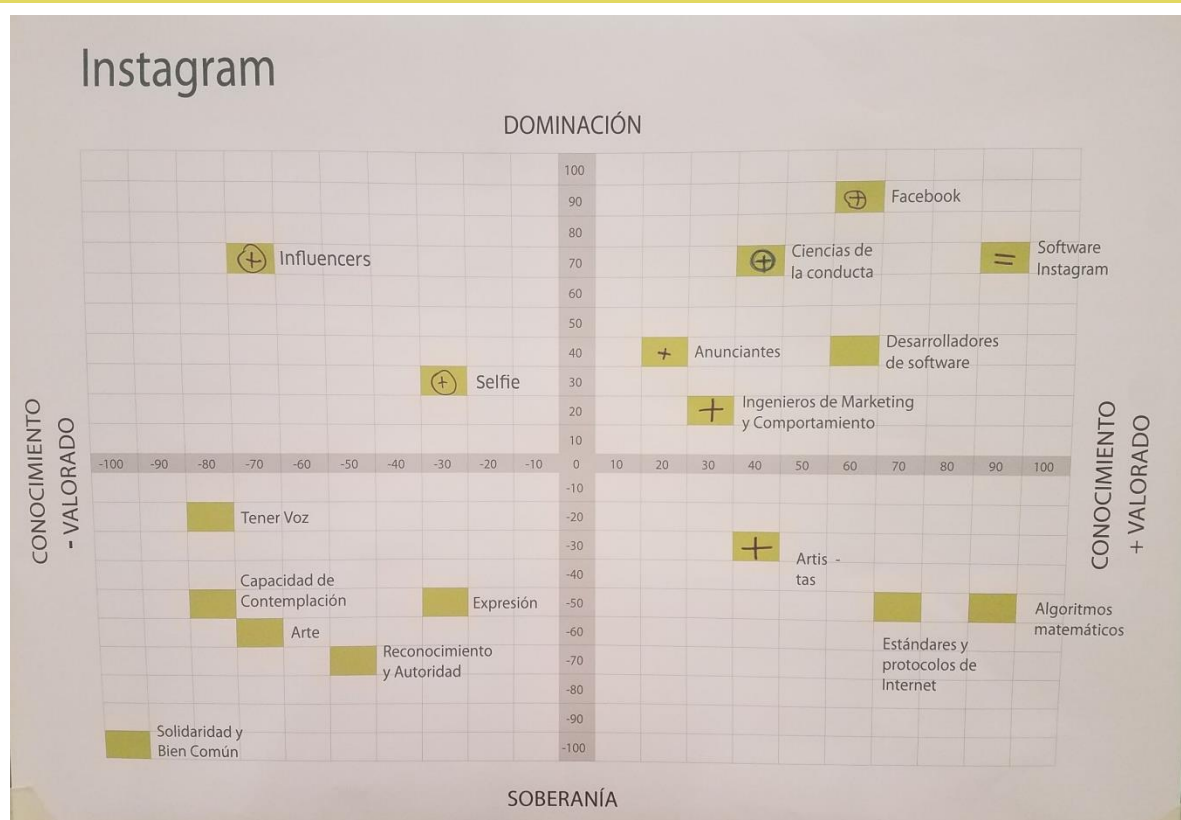 Instagram
DOMINACIÓN
100
90
Facebook
80
Influencers
70
Ciencias de
la conducta
Software
Instagram
60
50
40
Anunciantes
Desarrolladores
de software
Selfie
30
20
Ingenieros de Marketing
y Comportamiento
10
CONOCIMIENTO
- VALORADO
-100 -90 -80 -70 -60 -50 -40 -30 -20 -10 0 10 20 30 40 50 60 70 80 90 100
CONOCIMIENTO
+ VALORADO
-10
Tener Voz
-20
-30
Artis -
tas
-40
Capacidad de
Contemplación
Expresión
-50
Algoritmos
matemáticos
Arte
-60
Estándares y
protocolos de
Internet
Reconocimiento
y Autoridad
-70
-80
-90
Solidaridad y
Bien Común
-100
SOBERANÍA